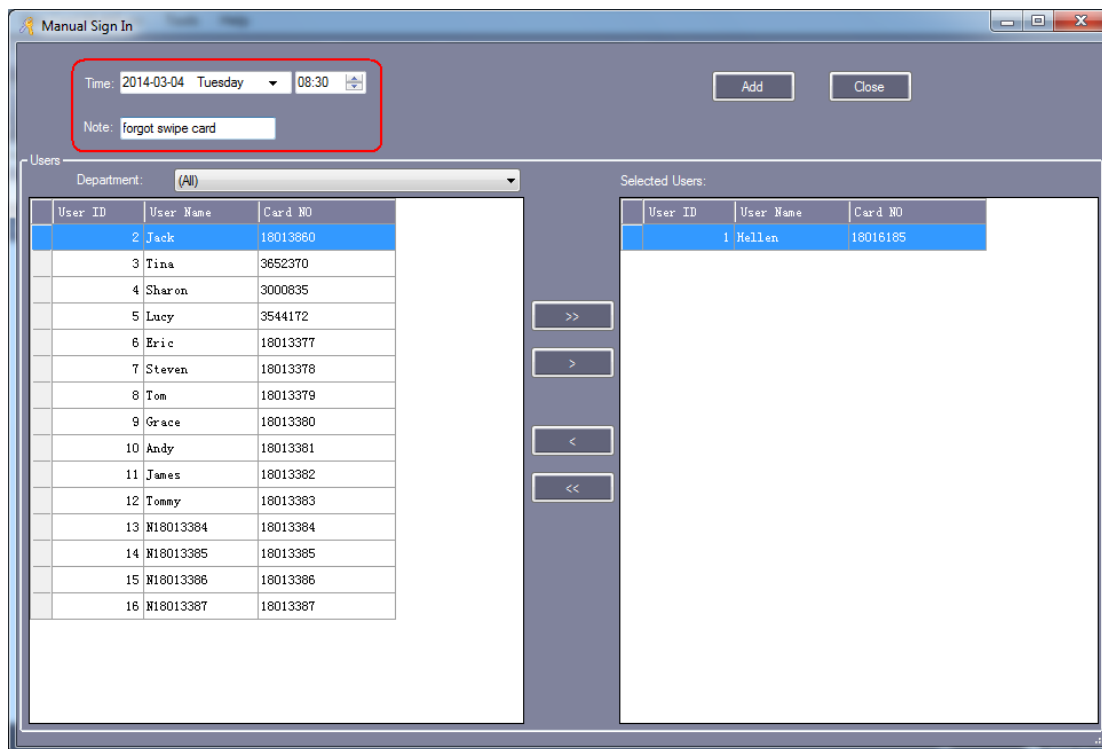 Manual Sign In Tools Help
Time: 2014-03-04 Tuesday 08:30
Add Close
Note: forgot swipe card
Users
Department: (All)
Selected Users:
User ID User Name Card NO
2 Jack 18013860
3 Tina 3652370
4 Sharon 3000835
5 Lucy 3544172
6 Eric 18013377
7 Steven 18013378
8 Tom 18013379
9 Grace 18013380
10 Andy 18013381
11 James 18013382
12 Tommy 18013383
13 N18013384 18013384
14 N18013385 18013385
15 N18013386 18013386
16 N18013387 18013387
>>
>
<
<<
User ID User Name Card NO
1 Hellen 18016185